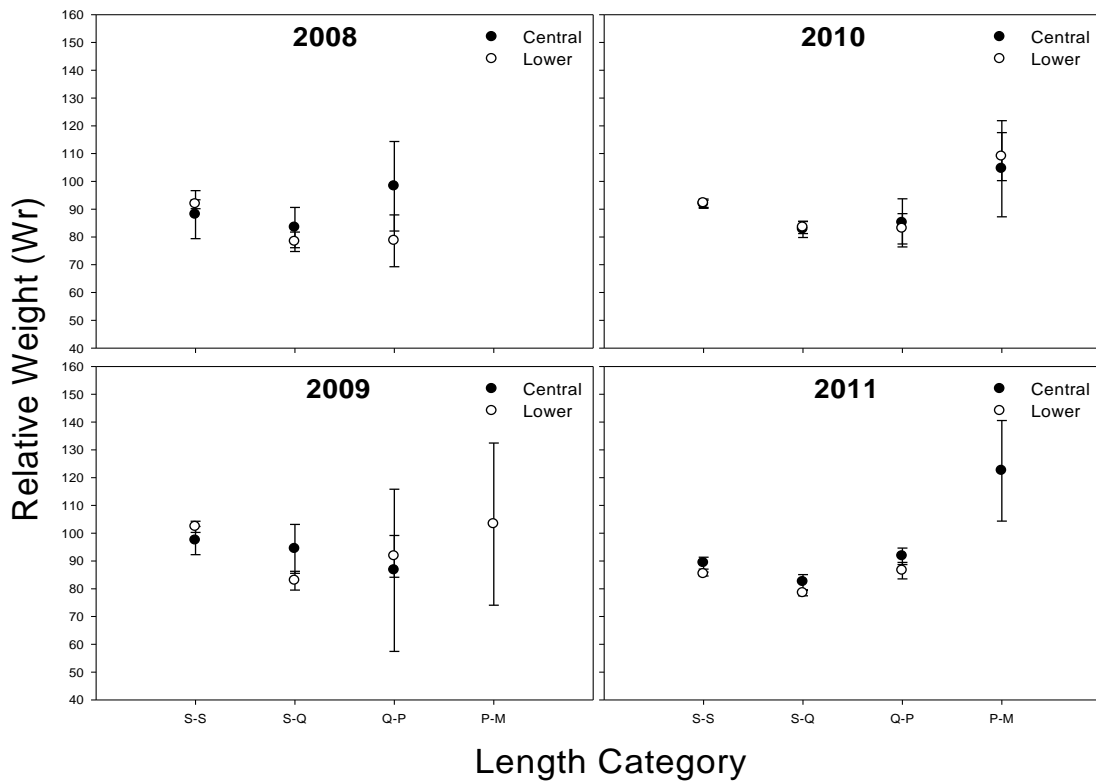 Relative Weight (Wr)
2008
Central
Lower
160
150
140
130
120
110
100
90
80
70
60
50
40
2010
Central
Lower
2009
Central
Lower
160
150
140
130
120
110
100
90
80
70
60
50
40
S-S S-Q Q-P P-M
2011
Central
Lower
S-S S-Q Q-P P-M
Length Category